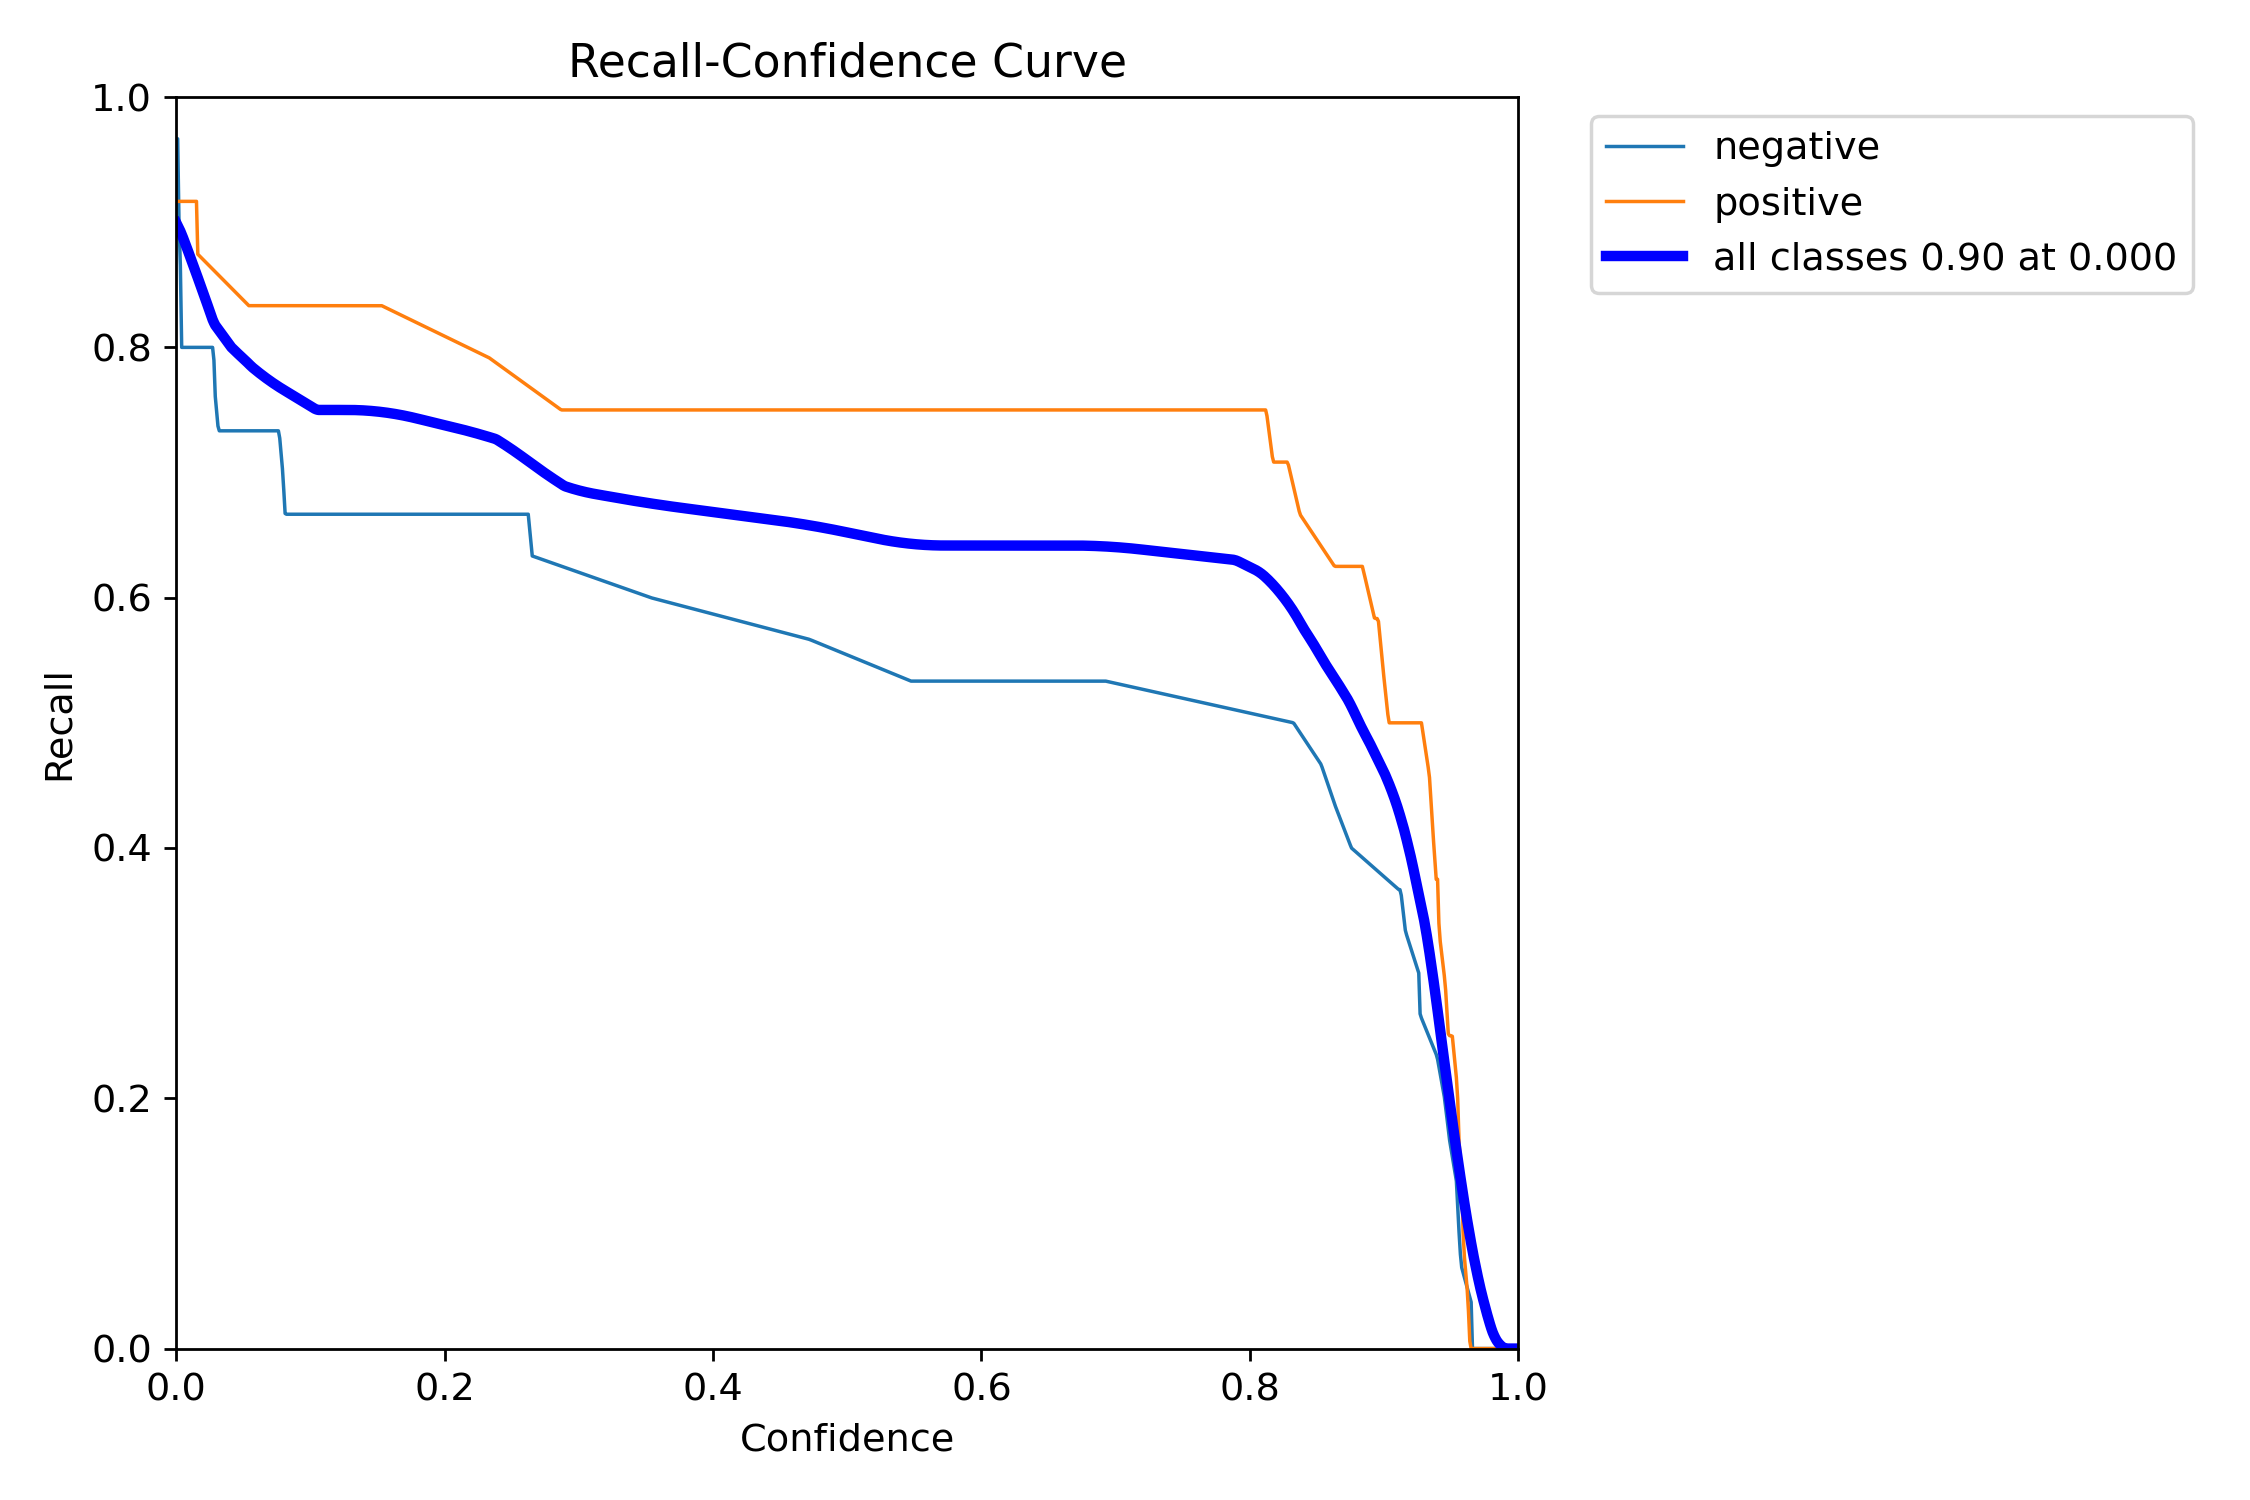 Recall-Confidence Curve
1.0
0.8
0.6
0.4
0.2
0.0
Recall
0.0 0.2 0.4 0.6 0.8 1.0
Confidence
negative
positive
all classes 0.90 at 0.000